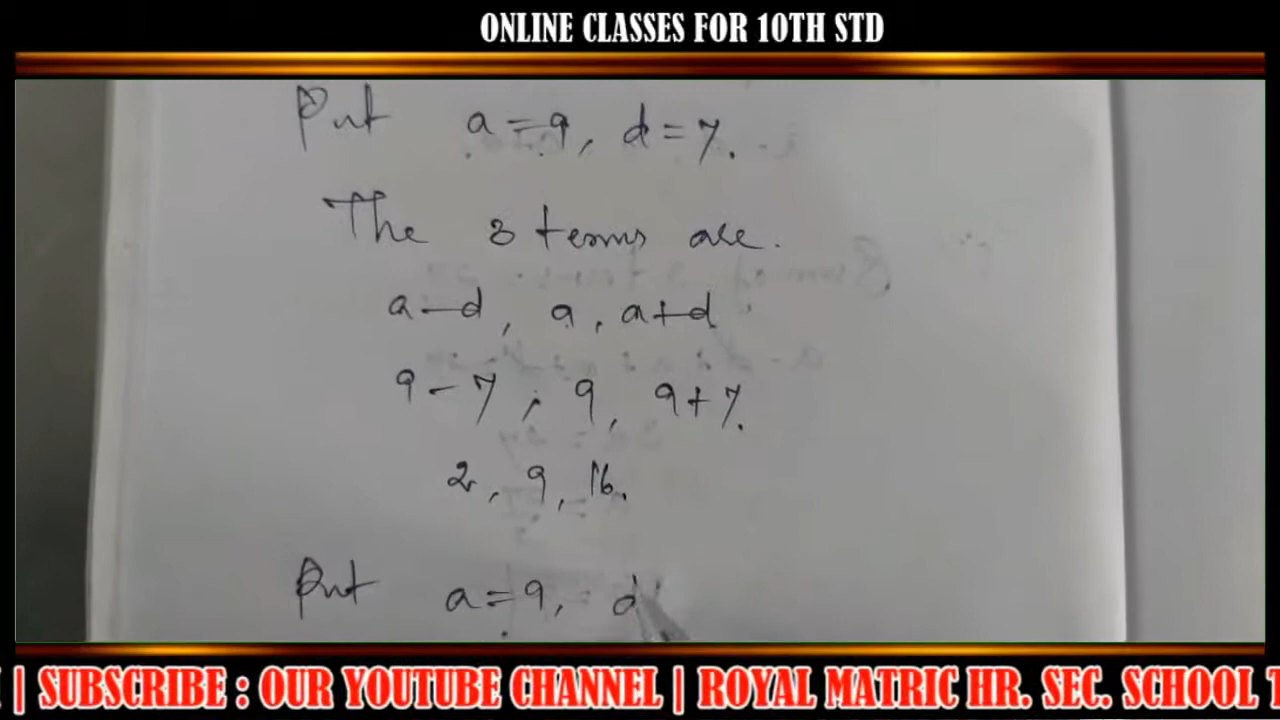 ONLINE CLASSES FOR 10TH STD
Put a = 9, d = 7.
The 3 terms are.
a - d, a, a + d
9 - 7, 9, 9 + 7.
2, 9, 16.
Put a = 9, d
| SUBSCRIBE : OUR YOUTUBE CHANNEL | ROYAL MATRIC HR. SEC. SCHOOL T